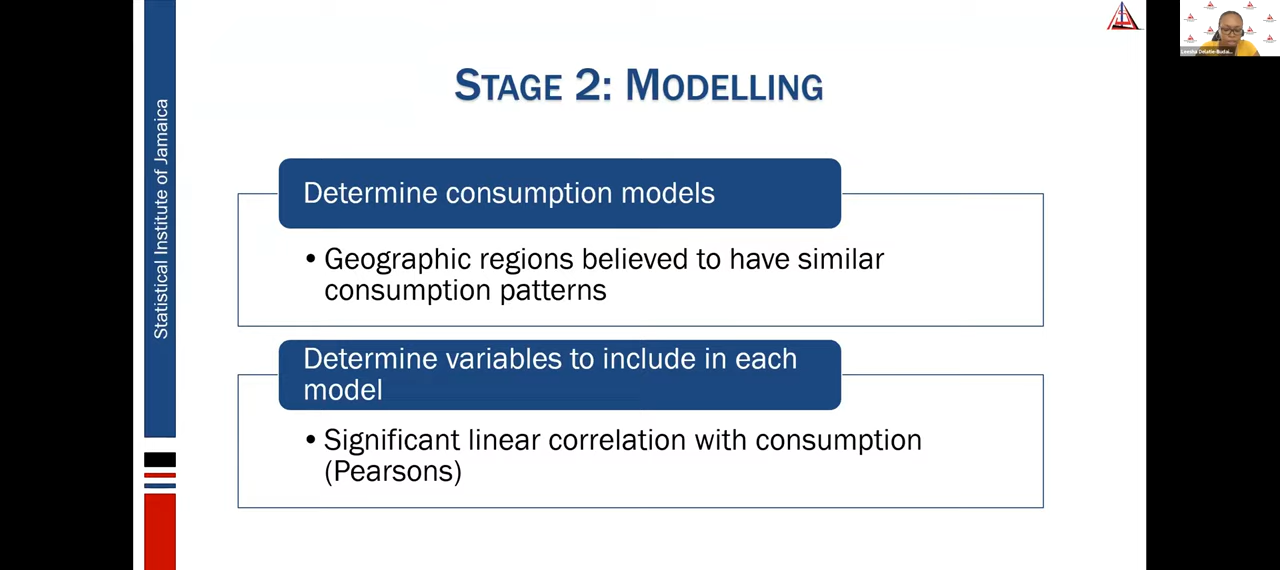 STAGE 2: MODELLING
Statistical Institute of Jamaica
Determine consumption models
• Geographic regions believed to have similar
consumption patterns
Determine variables to include in each
model
• Significant linear correlation with consumption
(Pearsons)